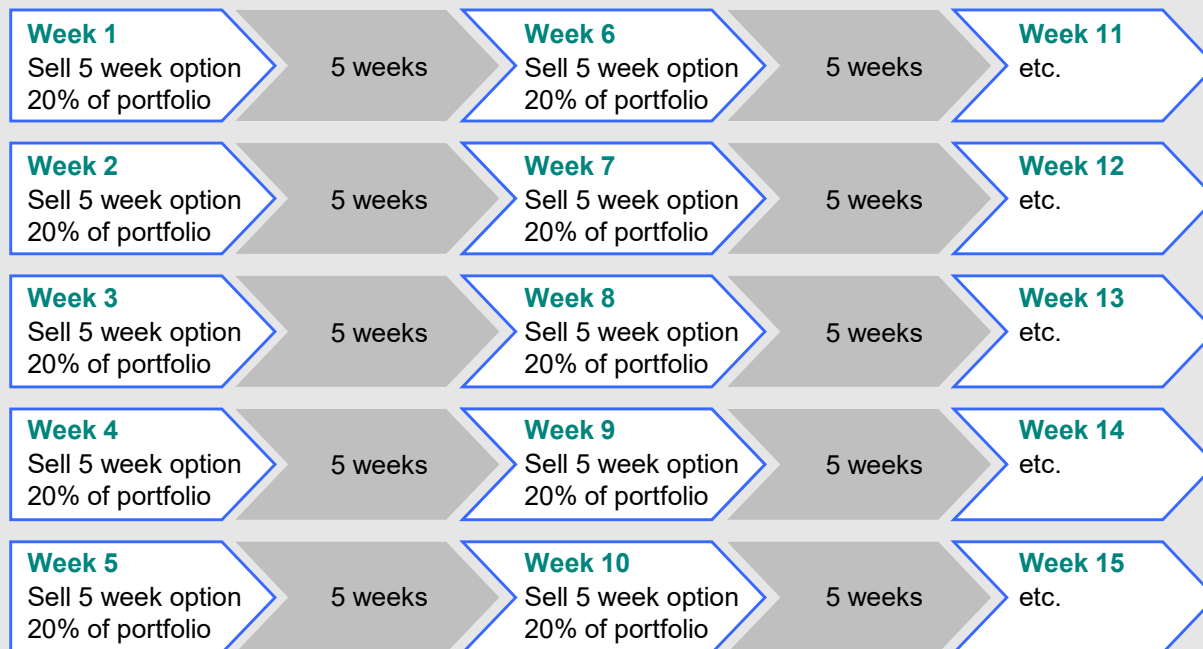 Week 1
Sell 5 week option
20% of portfolio
5 weeks
Week 6
Sell 5 week option
20% of portfolio
5 weeks
Week 11
etc.
Week 2
Sell 5 week option
20% of portfolio
5 weeks
Week 7
Sell 5 week option
20% of portfolio
5 weeks
Week 12
etc.
Week 3
Sell 5 week option
20% of portfolio
5 weeks
Week 8
Sell 5 week option
20% of portfolio
5 weeks
Week 13
etc.
Week 4
Sell 5 week option
20% of portfolio
5 weeks
Week 9
Sell 5 week option
20% of portfolio
5 weeks
Week 14
etc.
Week 5
Sell 5 week option
20% of portfolio
5 weeks
Week 10
Sell 5 week option
20% of portfolio
5 weeks
Week 15
etc.